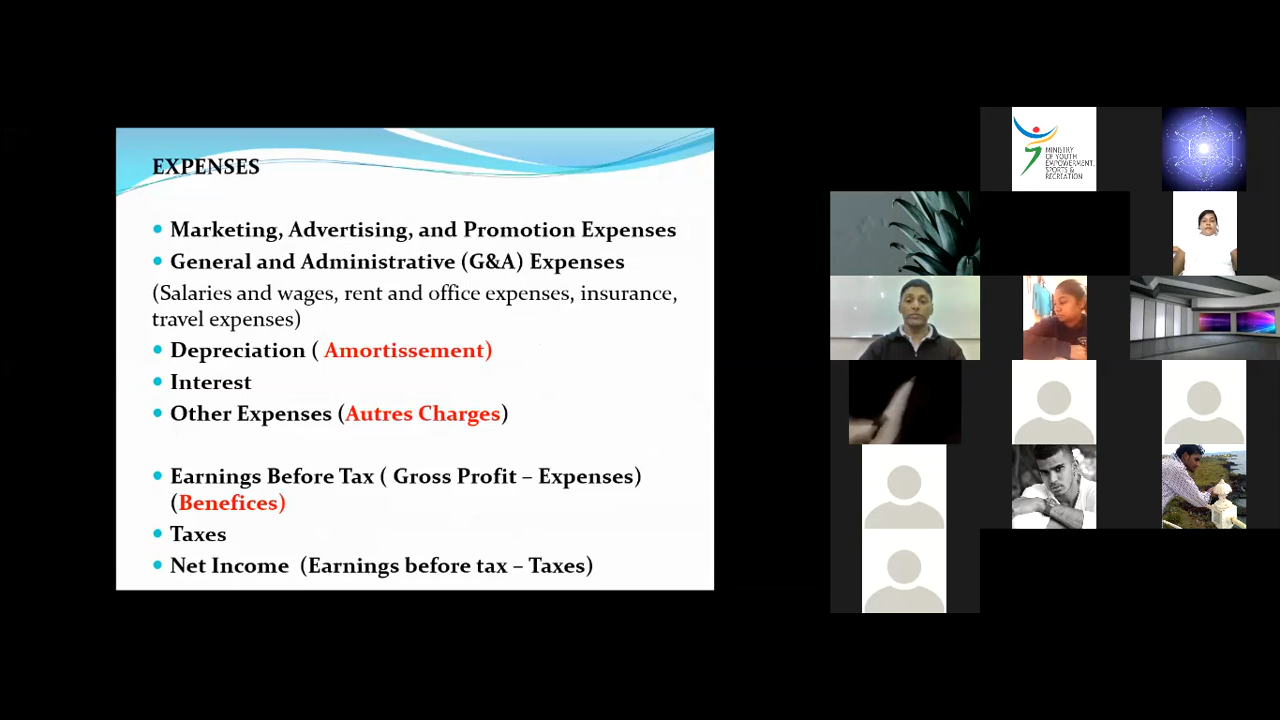 EXPENSES
• Marketing, Advertising, and Promotion Expenses
• General and Administrative (G&A) Expenses
(Salaries and wages, rent and office expenses, insurance,
travel expenses)
• Depreciation ( Amortissement)
• Interest
• Other Expenses (Autres Charges)
• Earnings Before Tax ( Gross Profit – Expenses)
(Benefices)
• Taxes
• Net Income (Earnings before tax – Taxes)
MINISTRY
OF YOUTH
EMPOWERMENT,
SPORTS &
RECREATION